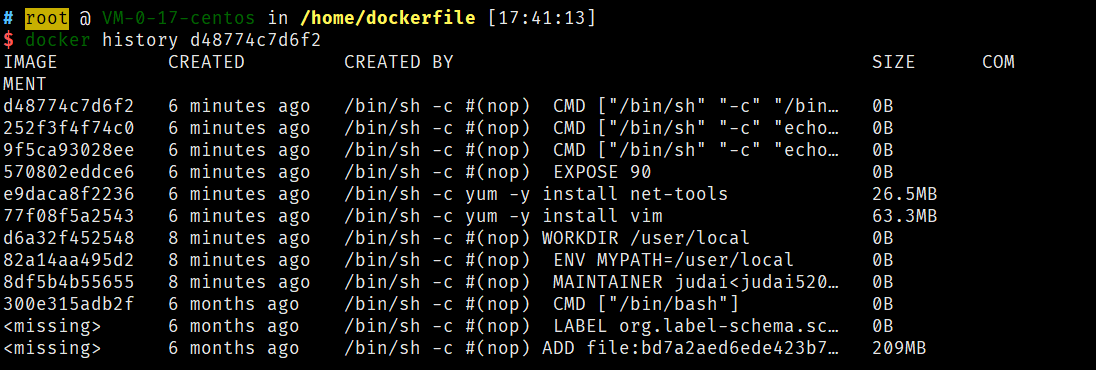 # root @ VM-0-17-centos in /home/dockerfile [17:41:13]
$ docker history d48774c7d6f2
IMAGE          CREATED         CREATED BY                                      SIZE      COM
MENT
d48774c7d6f2   6 minutes ago   /bin/sh -c #(nop)  CMD ["/bin/sh" "-c" "/bin…   0B
252f3f4f74c0   6 minutes ago   /bin/sh -c #(nop)  CMD ["/bin/sh" "-c" "echo…   0B
9f5ca93028ee   6 minutes ago   /bin/sh -c #(nop)  CMD ["/bin/sh" "-c" "echo…   0B
570802eddce6   6 minutes ago   /bin/sh -c #(nop)  EXPOSE 90                    0B
e9daca8f2236   6 minutes ago   /bin/sh -c yum -y install net-tools             26.5MB
77f08f5a2543   6 minutes ago   /bin/sh -c yum -y install vim                   63.3MB
d6a32f452548   8 minutes ago   /bin/sh -c #(nop) WORKDIR /user/local           0B
82a14aa495d2   8 minutes ago   /bin/sh -c #(nop)  ENV MYPATH=/user/local       0B
8df5b4b55655   8 minutes ago   /bin/sh -c #(nop)  MAINTAINER judai<judai520…   0B
300e315adb2f   6 months ago    /bin/sh -c #(nop)  CMD ["/bin/bash"]            0B
<missing>      6 months ago    /bin/sh -c #(nop)  LABEL org.label-schema.sc…   0B
<missing>      6 months ago    /bin/sh -c #(nop) ADD file:bd7a2aed6ede423b7…   209MB